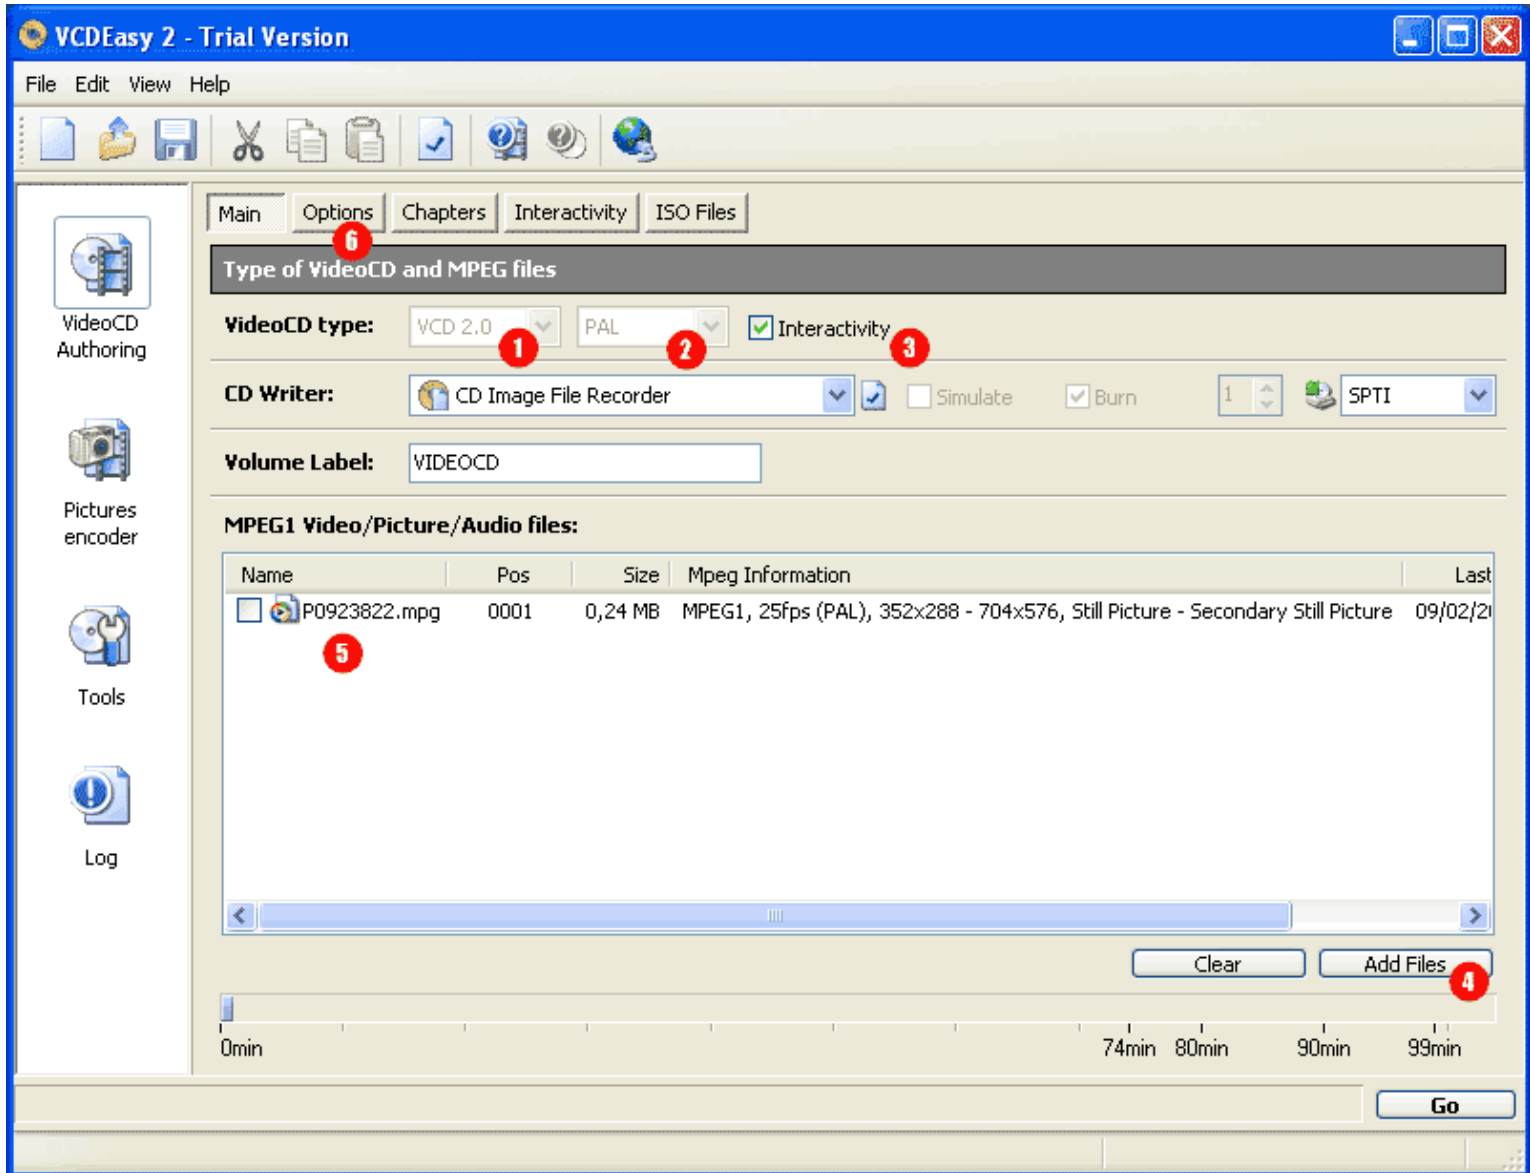 VCDEasy 2 - Trial Version
File Edit View Help
Main Options Chapters Interactivity ISO Files
6
Type of VideoCD and MPEG files
VideoCD type: VCD 2.0 PAL Interactivity
1 2 3
CD Writer: CD Image File Recorder Simulate Burn 1 SPTI
Volume Label: VIDEOCD
MPEG1 Video/Picture/Audio files:
Name Pos Size Mpeg Information Last
P0923822.mpg 0001 0,24 MB MPEG1, 25fps (PAL), 352x288 - 704x576, Still Picture - Secondary Still Picture 09/02/2
5
VideoCD
Authoring
Pictures
encoder
Tools
Log
Clear Add Files
4
0min 74min 80min 90min 99min
Go